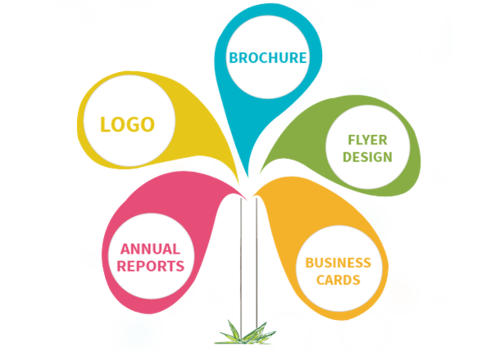 BROCHURE
LOGO
FLYER
DESIGN
ANNUAL
REPORTS
BUSINESS
CARDS